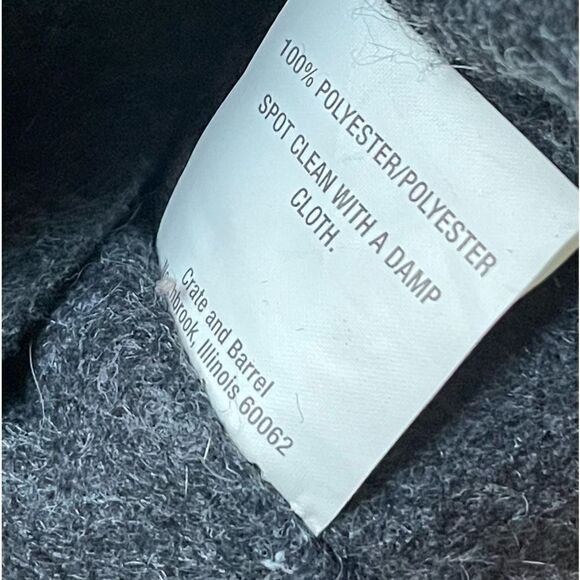 100% POLYESTER/POLYESTER
SPOT CLEAN WITH A DAMP
CLOTH.
Crate and Barrel
Illinois 60062